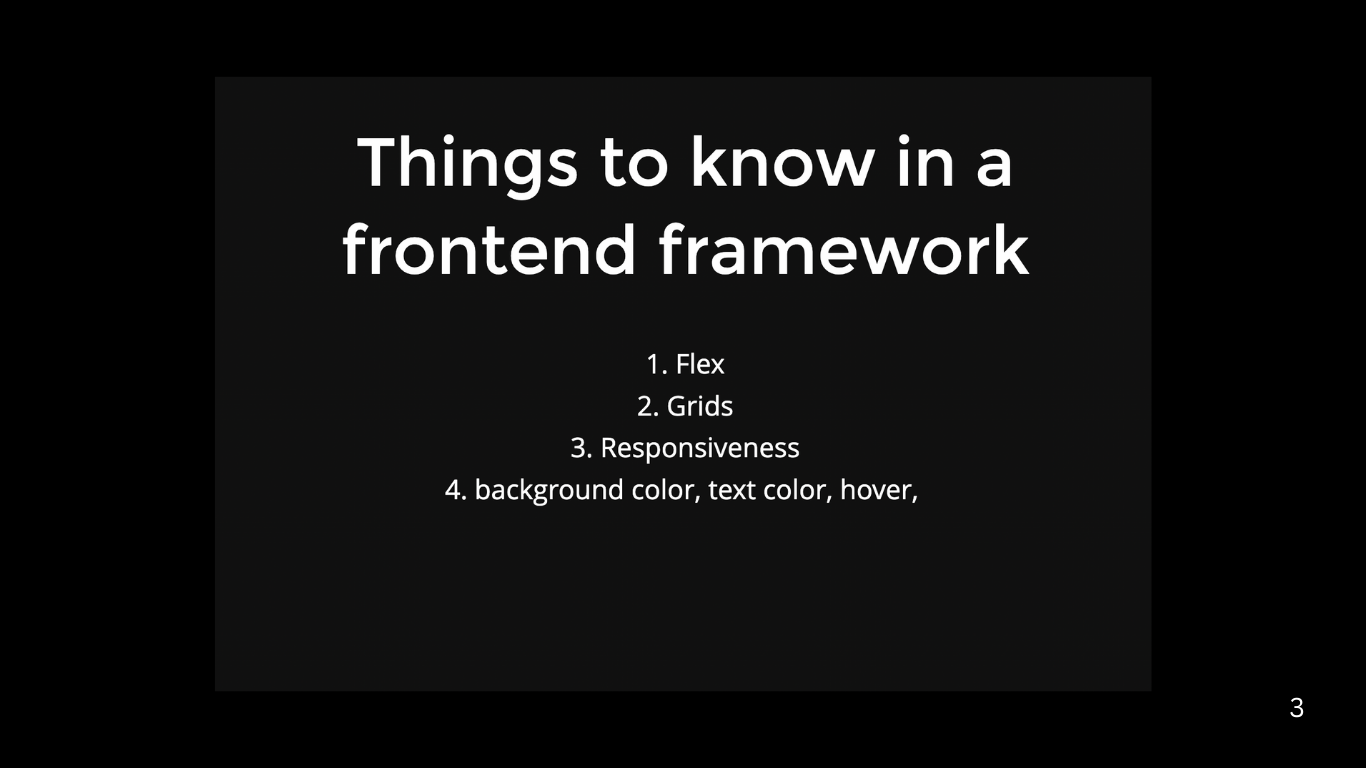 Things to know in a
frontend framework
1. Flex
2. Grids
3. Responsiveness
4. background color, text color, hover,
3